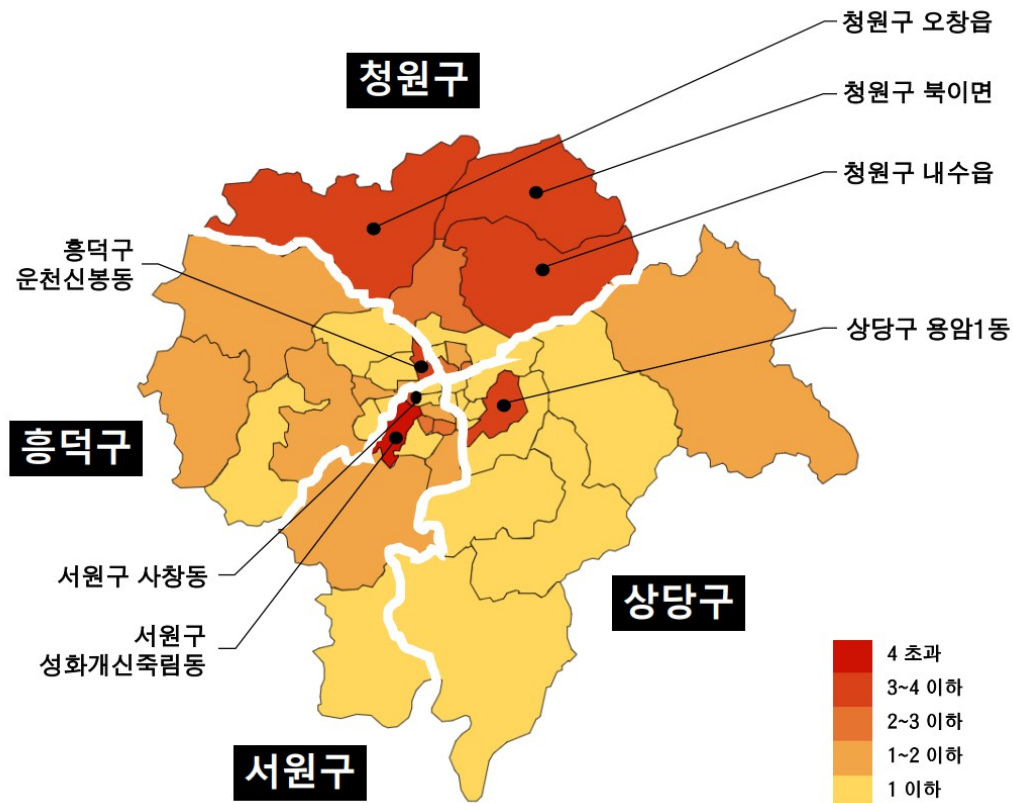 청원구 오창읍
청원구
청원구 북이면
청원구 내수읍
흥덕구
운천신봉동
상당구 용암1동
흥덕구
서원구 사창동
상당구
서원구
성화개신죽림동
4 초과
3~4 이하
2~3 이하
서원구
1~2 이하
1 이하